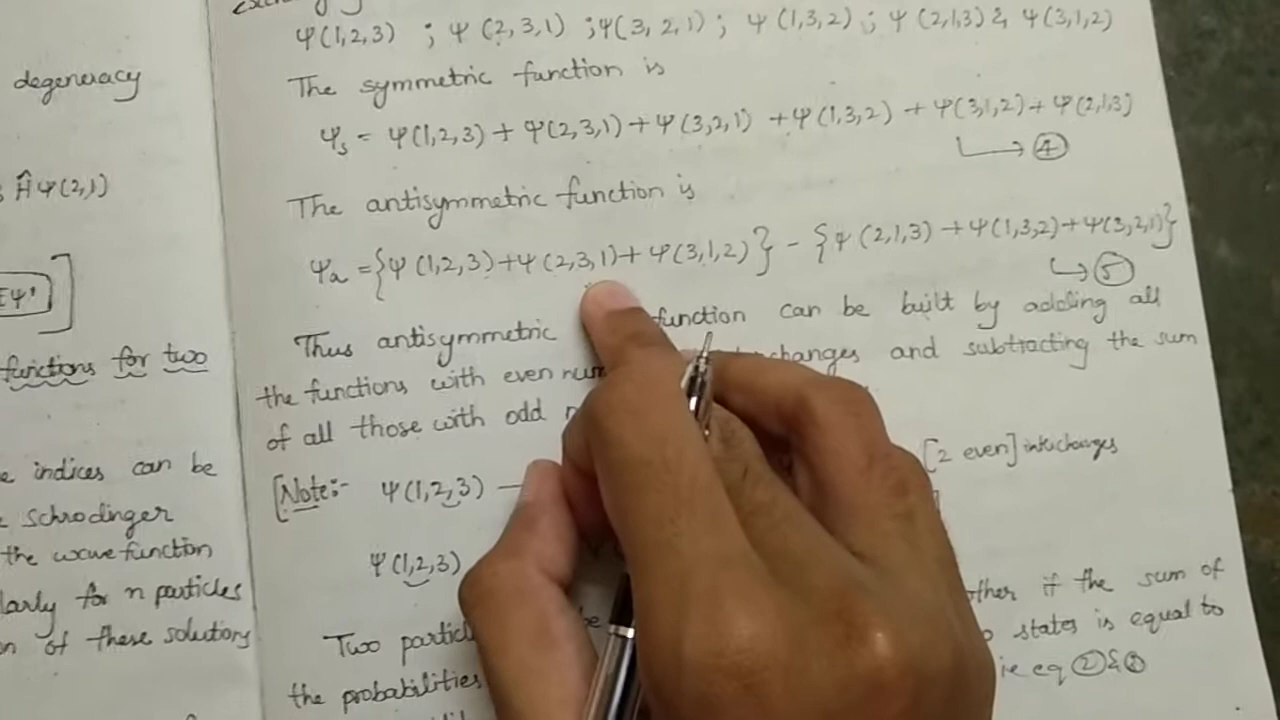 degeneracy
Ĥψ(2,1)
Eψ']
functions for two
indices can be
Schrodinger
the wave function
for n particles
of these solutions
ψ(1,2,3) ; ψ(2,3,1) ; ψ(3,2,1) ; ψ(1,3,2) ; ψ(2,1,3) & ψ(3,1,2)
The symmetric function is
ψs = ψ(1,2,3) + ψ(2,3,1) + ψ(3,2,1) + ψ(1,3,2) + ψ(3,1,2) + ψ(2,1,3)
↳ ④
The antisymmetric function is
ψa = {ψ(1,2,3) + ψ(2,3,1) + ψ(3,1,2)} - {ψ(2,1,3) + ψ(1,3,2) + ψ(3,2,1)}
↳ ⑤
Thus antisymmetric function can be built by adding all
the functions with even and subtracting the sum
of all those with odd
[Note:- ψ(1,2,3) — [2 even] interchanges
ψ(1,2,3)
if the sum of
Two be states is equal to
the probabilities ie eq ②&③